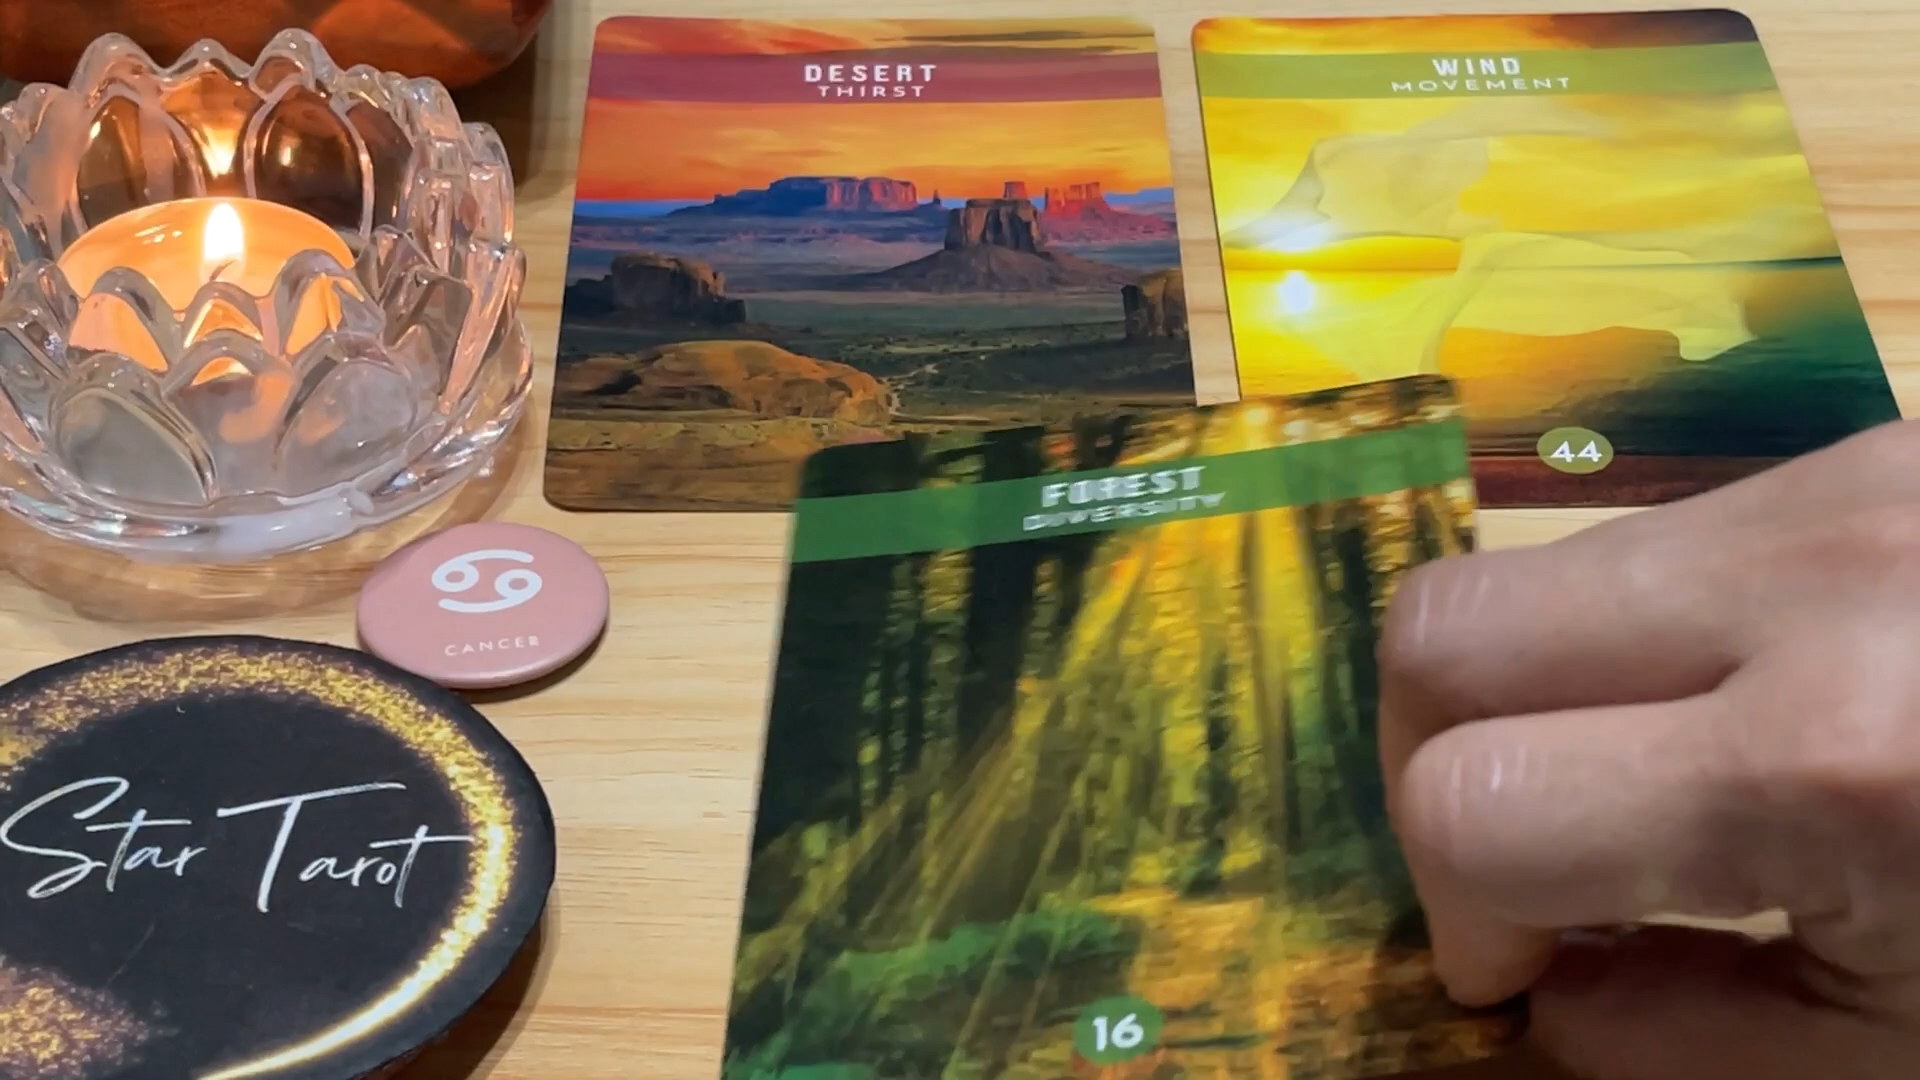 DESERT
THIRST
WIND
MOVEMENT
44
FOREST
DIVERSITY
16
CANCER
Star Tarot